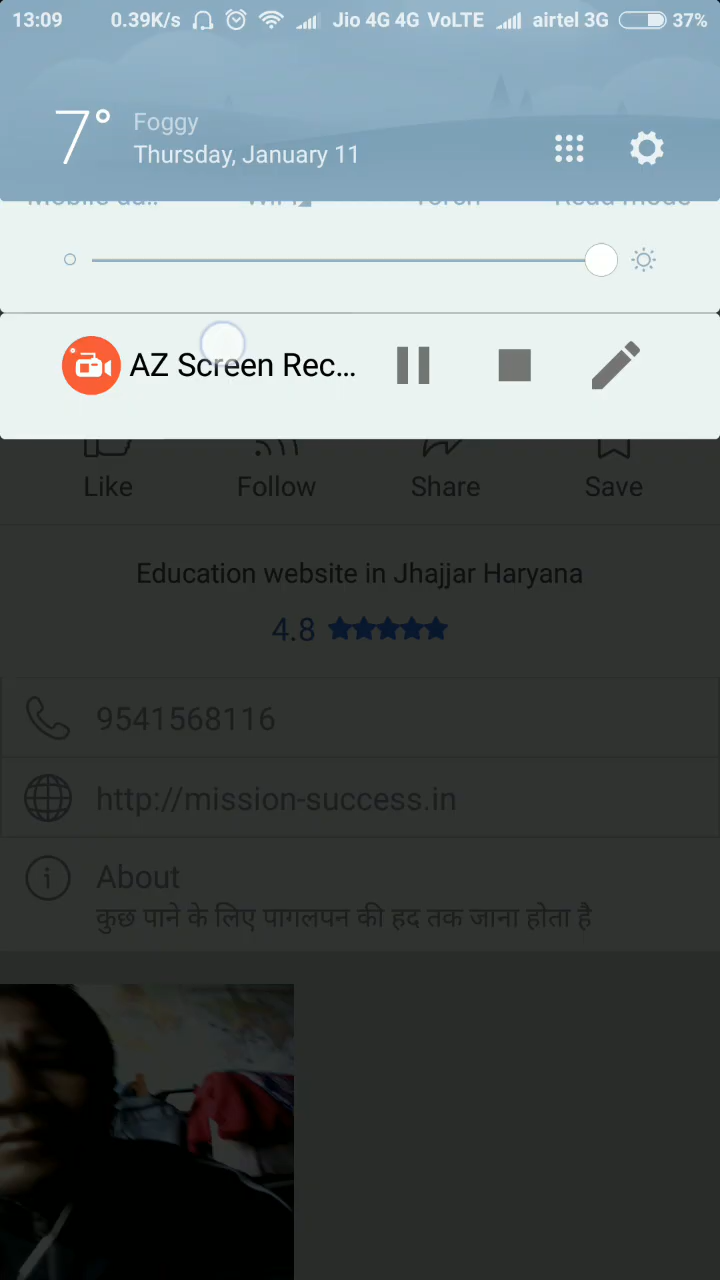 13:09 0.39K/s Jio 4G 4G VoLTE airtel 3G 37%
7° Foggy
Thursday, January 11
AZ Screen Rec...
Like Follow Share Save
Education website in Jhajjar Haryana
4.8
9541568116
http://mission-success.in
About
कुछ पाने के लिए पागलपन की हद तक जाना होता है